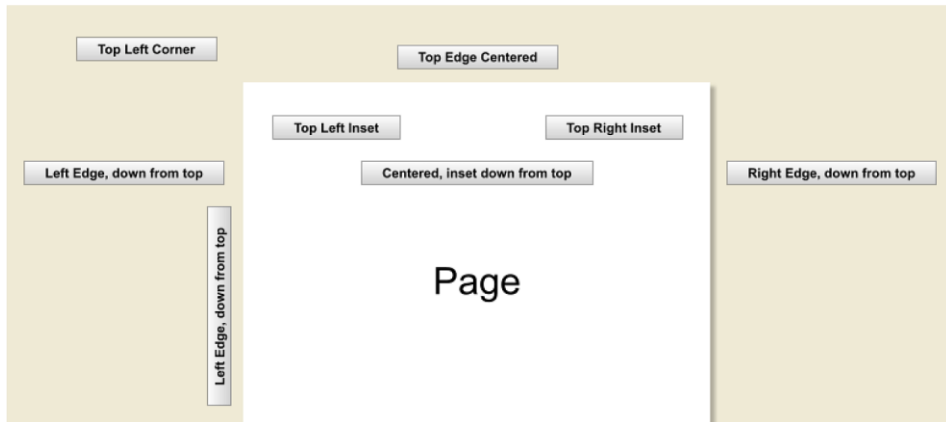 Top Left Corner
Top Edge Centered
Top Left Inset
Top Right Inset
Left Edge, down from top
Centered, inset down from top
Right Edge, down from top
Left Edge, down from top
Page